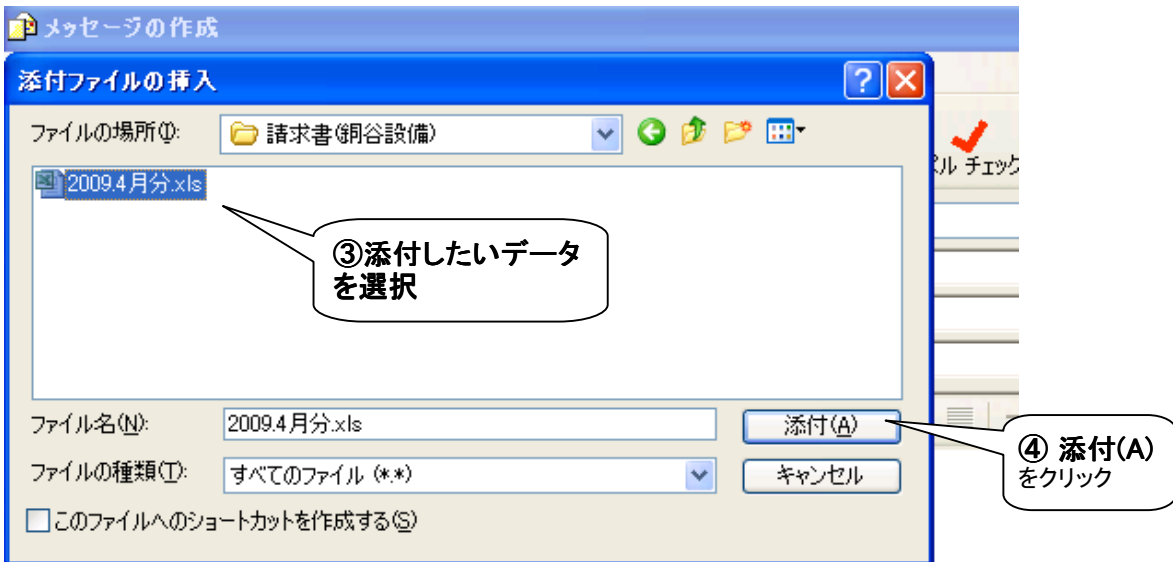 メッセージの作成
添付ファイルの挿入
ファイルの場所(I):
請求書(銅谷設備)
ペル チェック
2009.4月分.xls
③添付したいデータ
を選択
ファイル名(N):
2009.4月分.xls
添付(A)
④ 添付(A)
をクリック
ファイルの種類(T):
すべてのファイル (*.*)
キャンセル
このファイルへのショートカットを作成する(S)